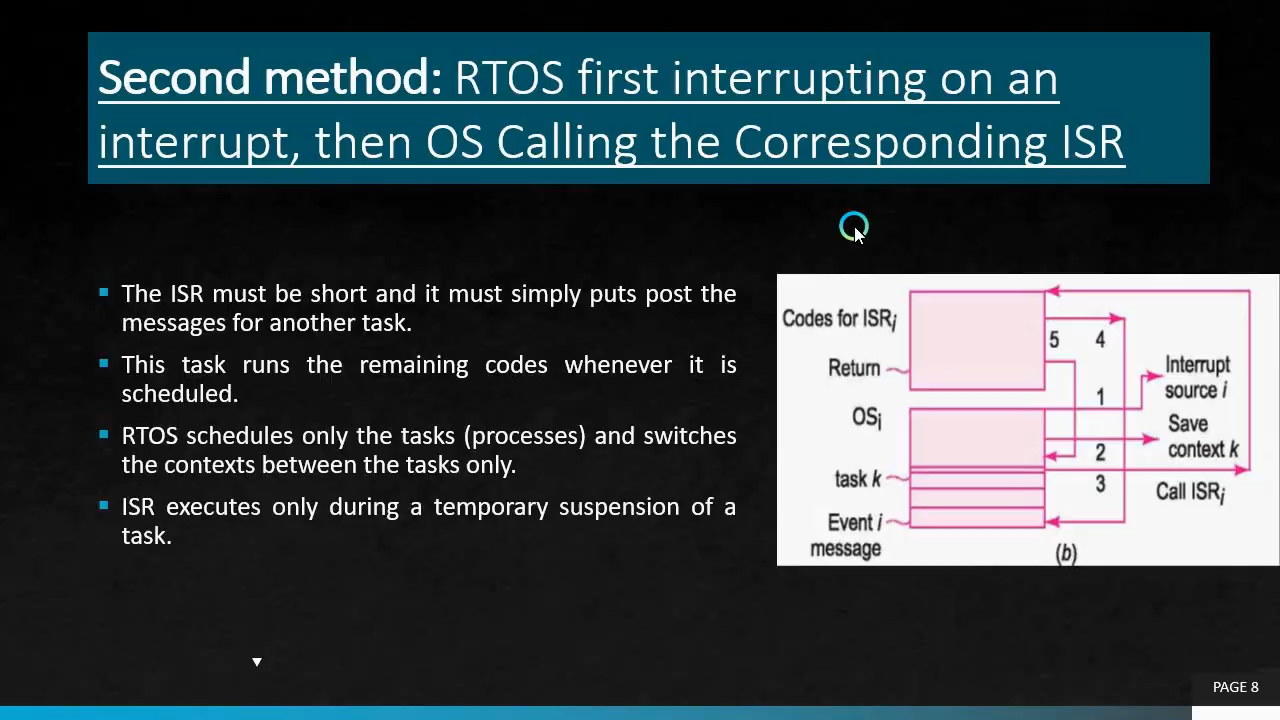 Second method: RTOS first interrupting on an
interrupt, then OS Calling the Corresponding ISR
▪ The ISR must be short and it must simply puts post the
messages for another task.
▪ This task runs the remaining codes whenever it is
scheduled.
▪ RTOS schedules only the tasks (processes) and switches
the contexts between the tasks only.
▪ ISR executes only during a temporary suspension of a
task.
Codes for ISRi
Return
OSi
task k
Event i
message
5 4
1
2
3
Interrupt
source i
Save
context k
Call ISRi
(b)
PAGE 8